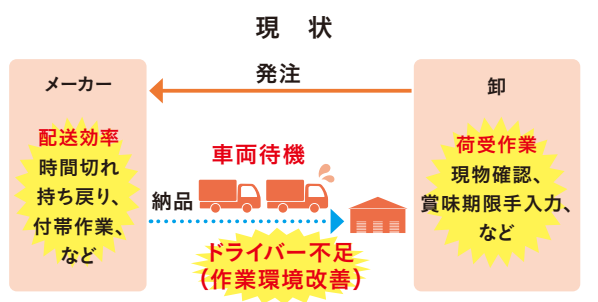 現 状
メーカー
発注
卸
配送効率
時間切れ
持ち戻り、
付帯作業、
など
車両待機
納品
ドライバー不足
（作業環境改善）
荷受作業
現物確認、
賞味期限手入力、
など